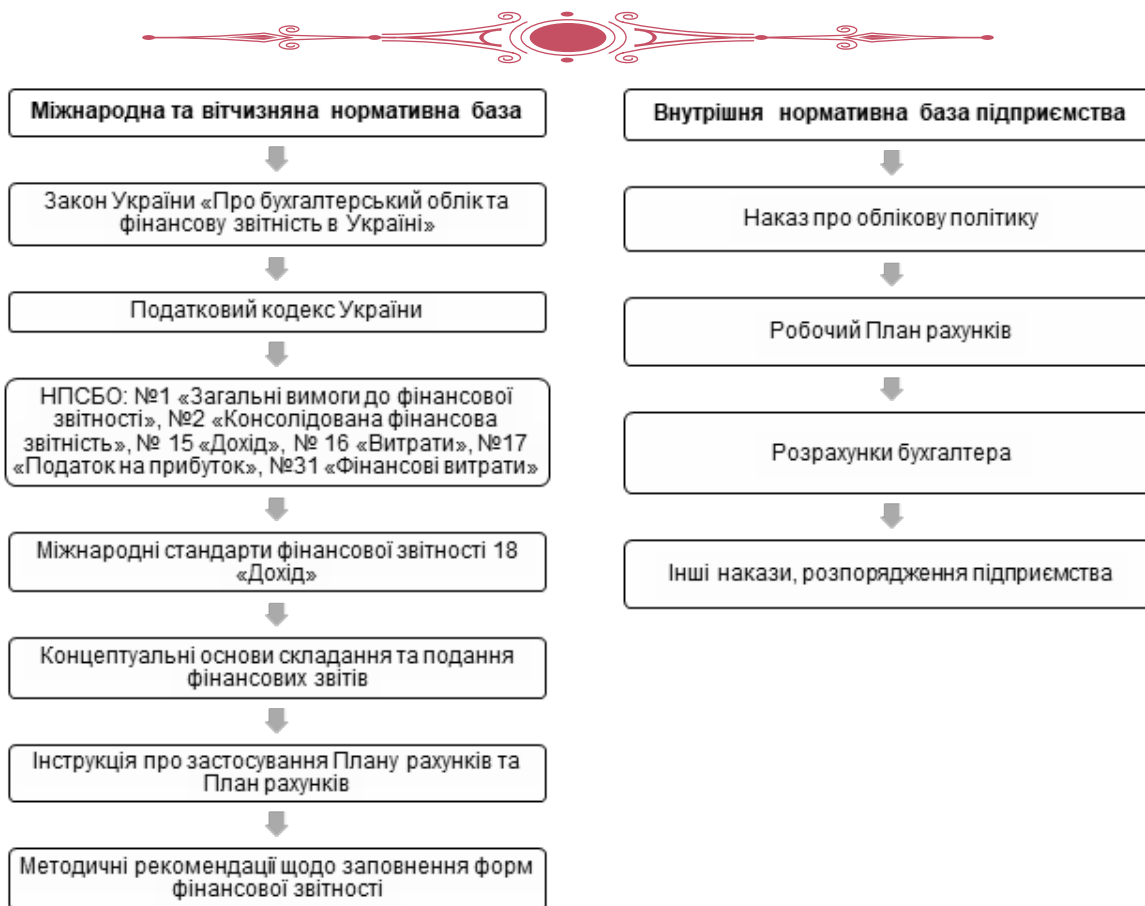 Міжнародна та вітчизняна нормативна база
Закон України «Про бухгалтерський облік та
фінансову звітність в Україні»
Податковий кодекс України
НПСБО: №1 «Загальні вимоги до фінансової
звітності», №2 «Консолідована фінансова
звітність», № 15 «Дохід», № 16 «Витрати», №17
«Податок на прибуток», №31 «Фінансові витрати»
Міжнародні стандарти фінансової звітності 18
«Дохід»
Концептуальні основи складання та подання
фінансових звітів
Інструкція про застосування Плану рахунків та
План рахунків
Методичні рекомендації щодо заповнення форм
фінансової звітності
Внутрішня нормативна база підприємства
Наказ про облікову політику
Робочий План рахунків
Розрахунки бухгалтера
Інші накази, розпорядження підприємства